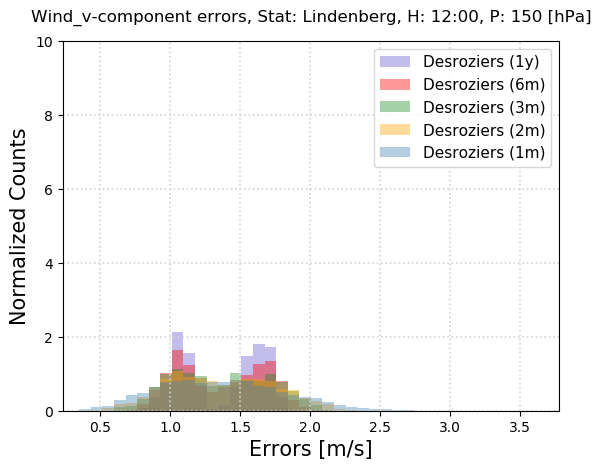 Wind_v-component errors, Stat: Lindenberg, H: 12:00, P: 150 [hPa]
10
8
6
4
2
0
Normalized Counts
Desroziers (1y)
Desroziers (6m)
Desroziers (3m)
Desroziers (2m)
Desroziers (1m)
0.5 1.0 1.5 2.0 2.5 3.0 3.5
Errors [m/s]